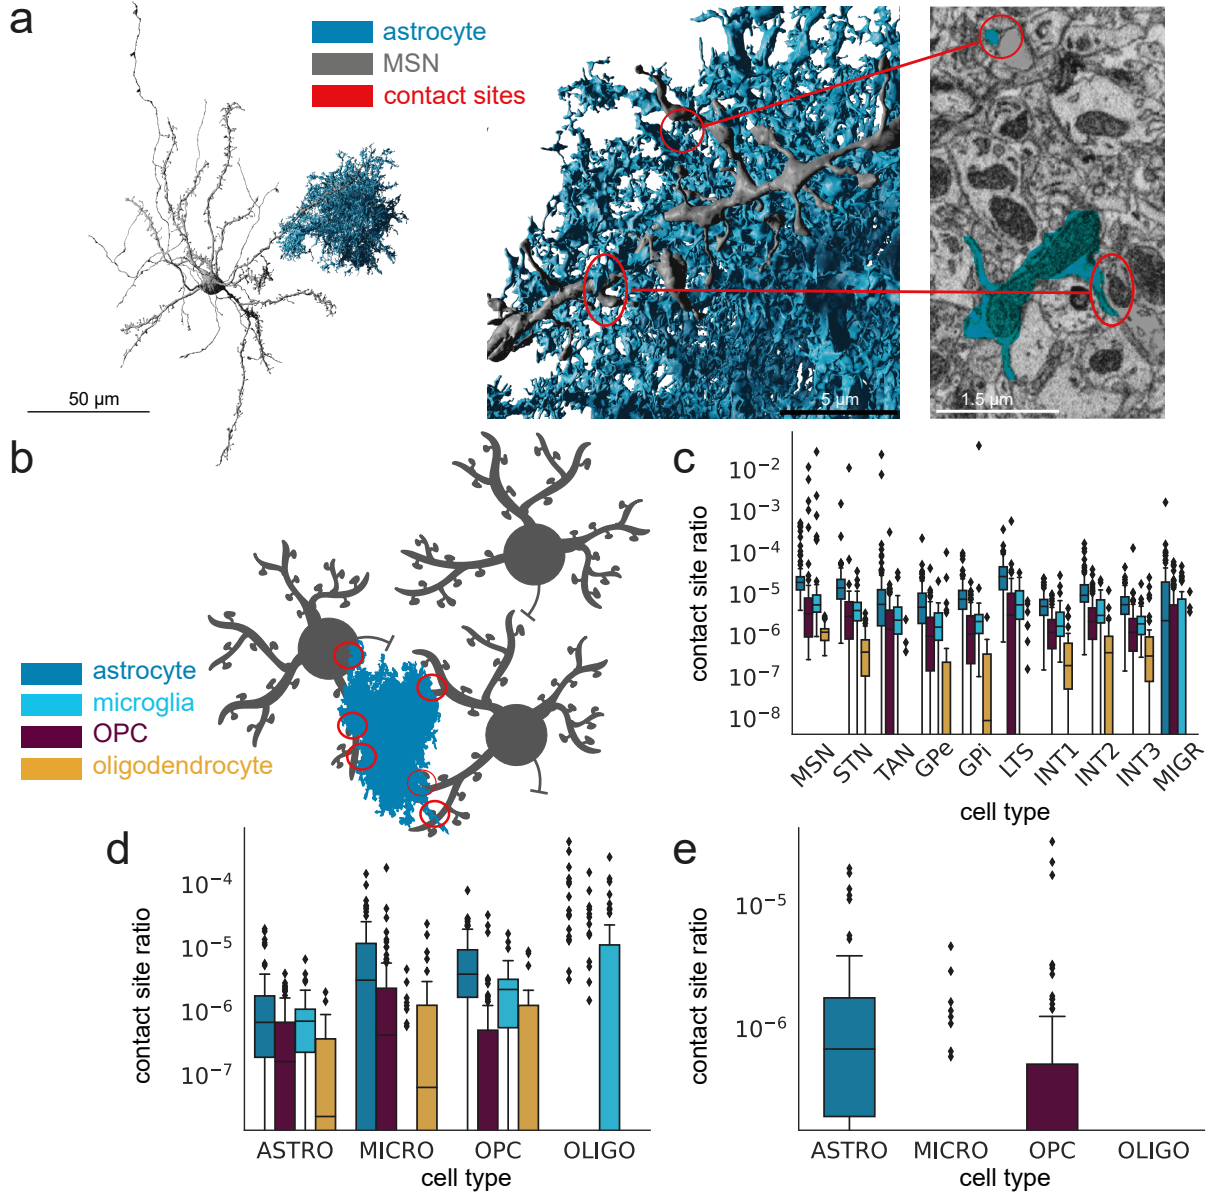 a
astrocyte
MSN
contact sites
50 µm
5 µm
1.5 µm
b
astrocyte
microglia
OPC
oligodendrocyte
c
contact site ratio
10⁻²
10⁻³
10⁻⁴
10⁻⁵
10⁻⁶
10⁻⁷
10⁻⁸
MSN
STN
TAN
GPe
GPi
LTS
INT1
INT2
INT3
MIGR
cell type
d
contact site ratio
10⁻⁴
10⁻⁵
10⁻⁶
10⁻⁷
ASTRO
MICRO
OPC
OLIGO
cell type
e
contact site ratio
10⁻⁵
10⁻⁶
ASTRO
MICRO
OPC
OLIGO
cell type